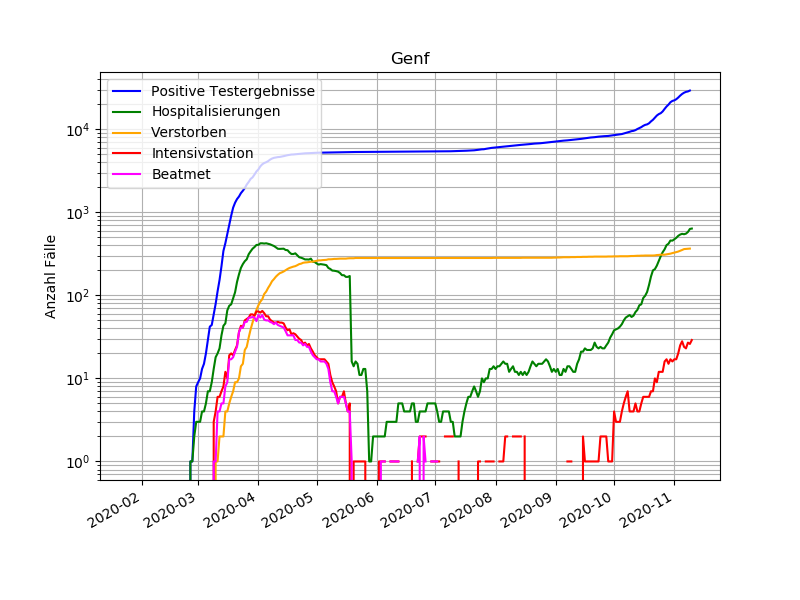 Genf
Positive Testergebnisse
Hospitalisierungen
Verstorben
Intensivstation
Beatmet
Anzahl Fälle
10^4
10^3
10^2
10^1
10^0
2020-02
2020-03
2020-04
2020-05
2020-06
2020-07
2020-08
2020-09
2020-10
2020-11